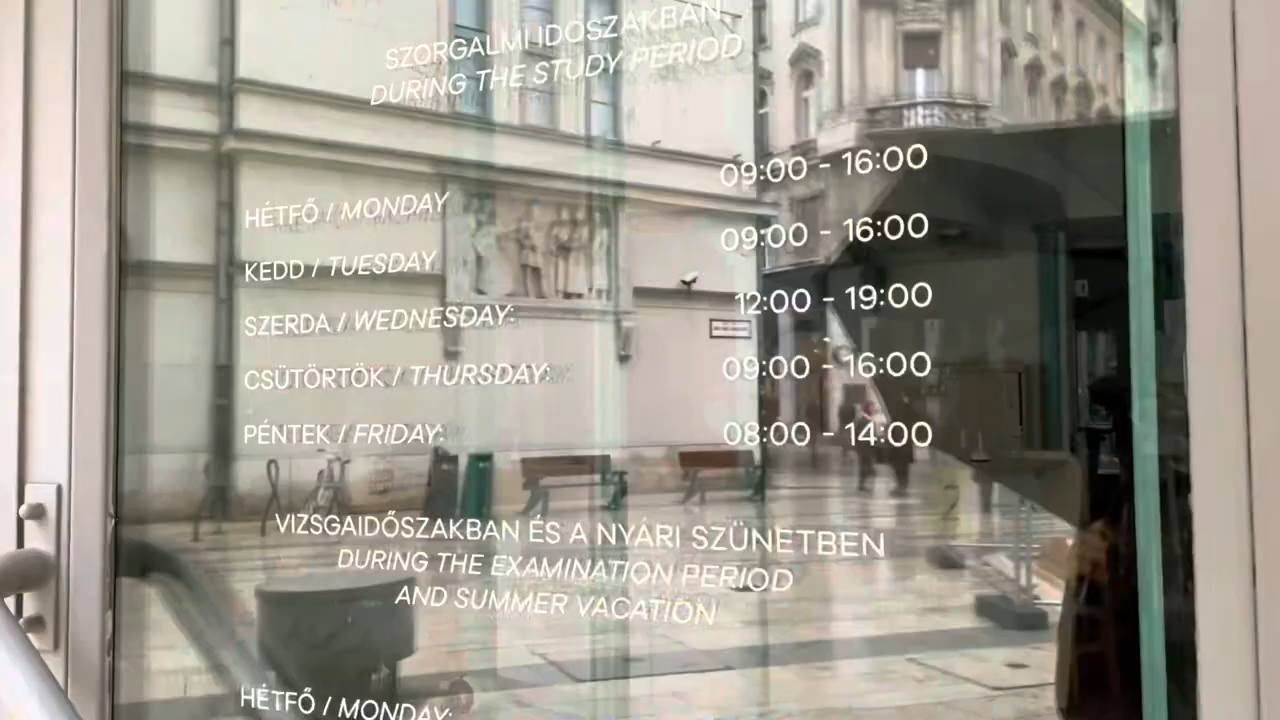 SZORGALMI IDŐSZAKBAN
DURING THE STUDY PERIOD
HÉTFŐ / MONDAY 09:00 - 16:00
KEDD / TUESDAY 09:00 - 16:00
SZERDA / WEDNESDAY: 12:00 - 19:00
CSÜTÖRTÖK / THURSDAY: 09:00 - 16:00
PÉNTEK / FRIDAY: 08:00 - 14:00
VIZSGAIDŐSZAKBAN ÉS A NYÁRI SZÜNETBEN
DURING THE EXAMINATION PERIOD
AND SUMMER VACATION
HÉTFŐ / MONDAY: